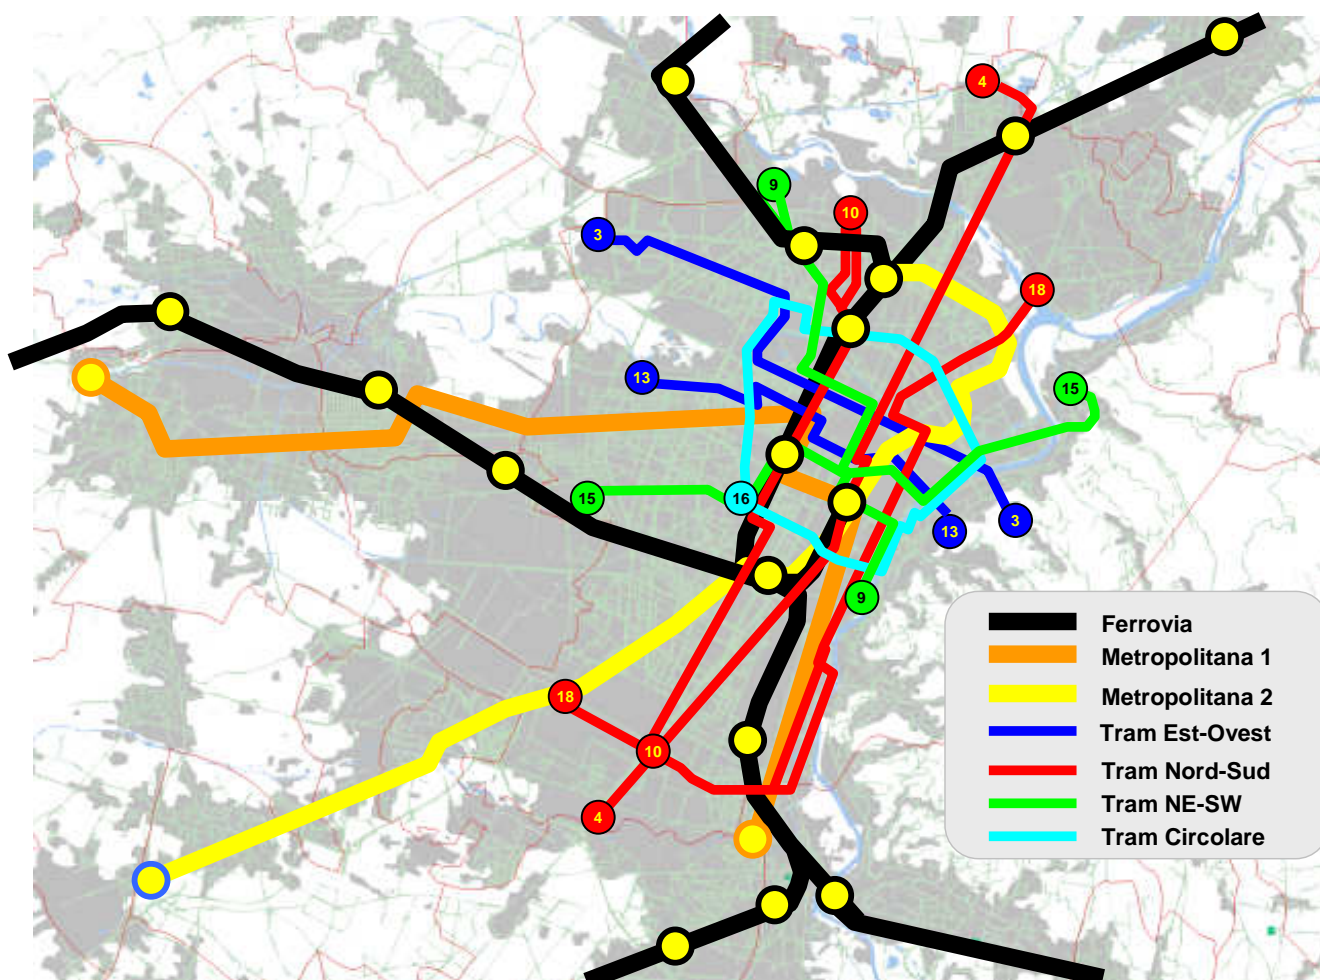 4
9
10
3
18
13
15
15
16
3
13
9
Ferrovia
Metropolitana 1
Metropolitana 2
18
Tram Est-Ovest
10
Tram Nord-Sud
Tram NE-SW
4
Tram Circolare